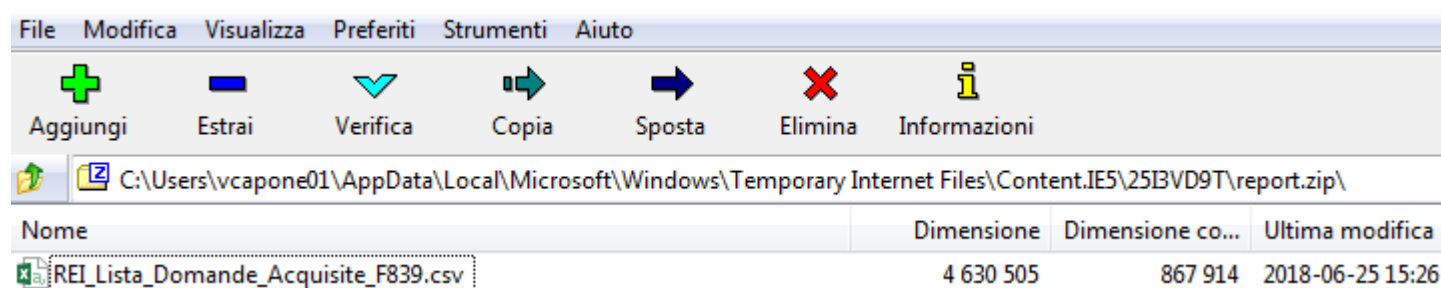 File Modifica Visualizza Preferiti Strumenti Aiuto
Aggiungi Estrai Verifica Copia Sposta Elimina Informazioni
C:\Users\vcapone01\AppData\Local\Microsoft\Windows\Temporary Internet Files\Content.IE5\25I3VD9T\report.zip\
Nome Dimensione Dimensione co... Ultima modifica
REI_Lista_Domande_Acquisite_F839.csv 4 630 505 867 914 2018-06-25 15:26